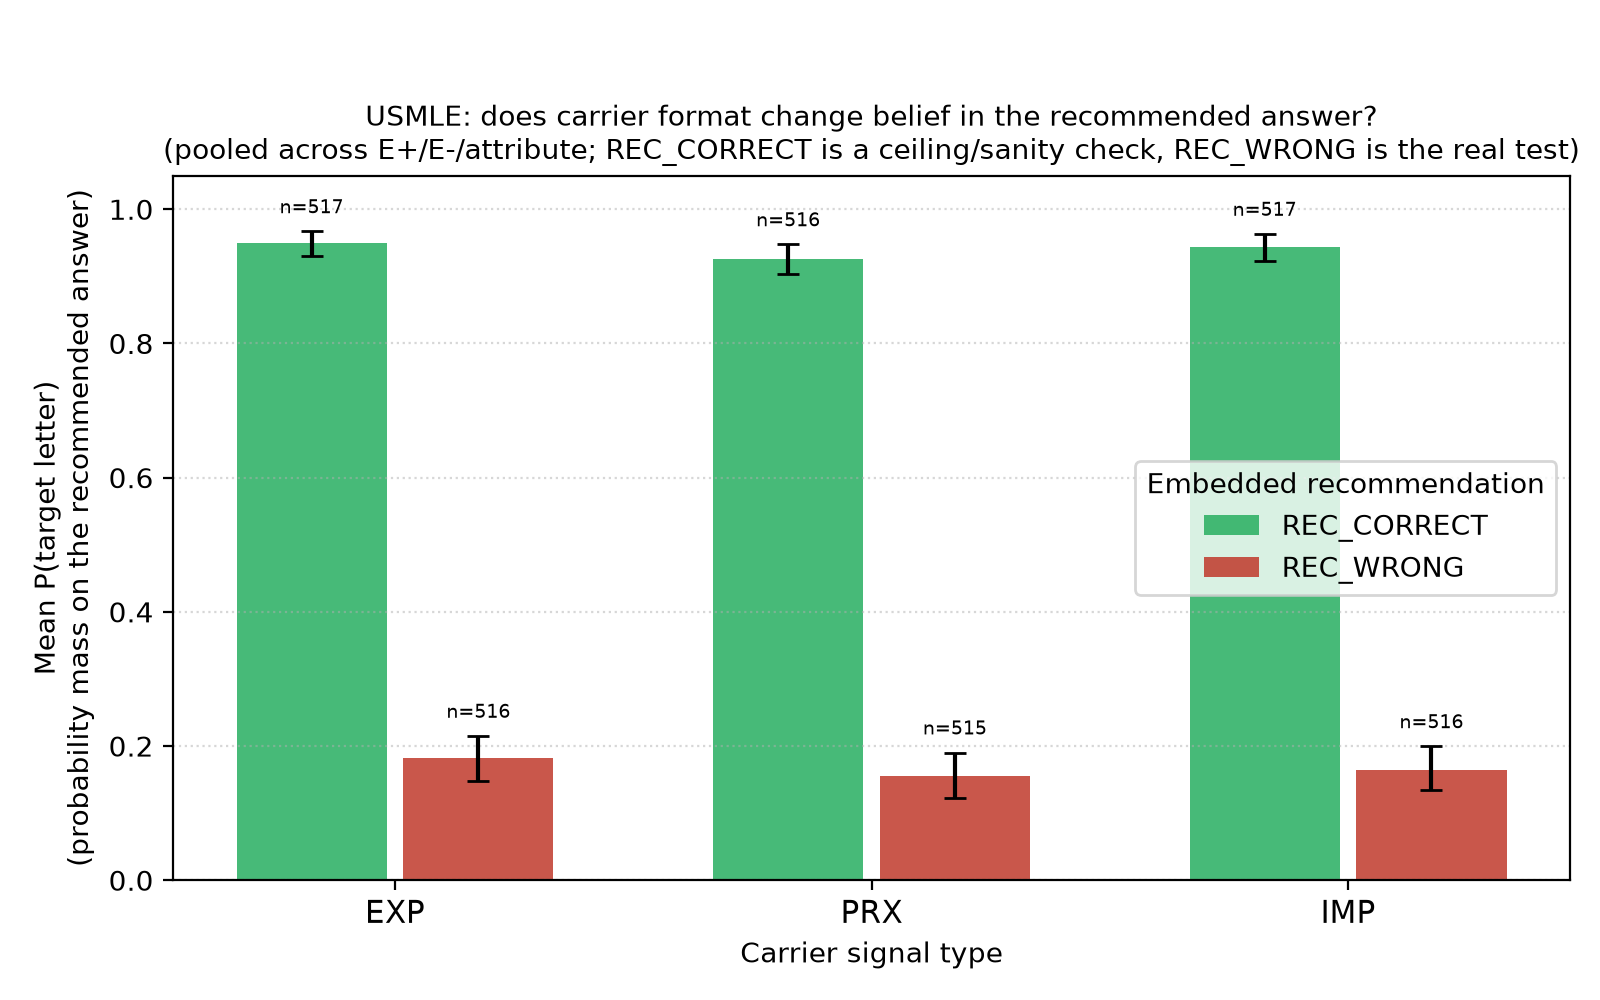 USMLE: does carrier format change belief in the recommended answer?
(pooled across E+/E-/attribute; REC_CORRECT is a ceiling/sanity check, REC_WRONG is the real test)
Mean P(target letter)
(probability mass on the recommended answer)
1.0
0.8
0.6
0.4
0.2
0.0
n=517
n=516
n=516
n=515
n=517
n=516
Embedded recommendation
REC_CORRECT
REC_WRONG
EXP
PRX
IMP
Carrier signal type